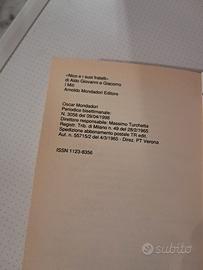 «Nico e i suoi fratelli»
di Aldo Giovanni e Giacomo
I Miti
Arnoldo Mondadori Editore
Oscar Mondadori
Periodico bisettimanale:
N. 3056 del 09/04/1998
Direttore responsabile: Massimo Turchetta
Registr. Trib. di Milano n. 49 del 28/2/1965
Spedizione abbonamento postale TR edit.
Aut. n. 55715/2 del 4/3/1965 - Direz. PT Verona
ISSN 1123-8356
subito